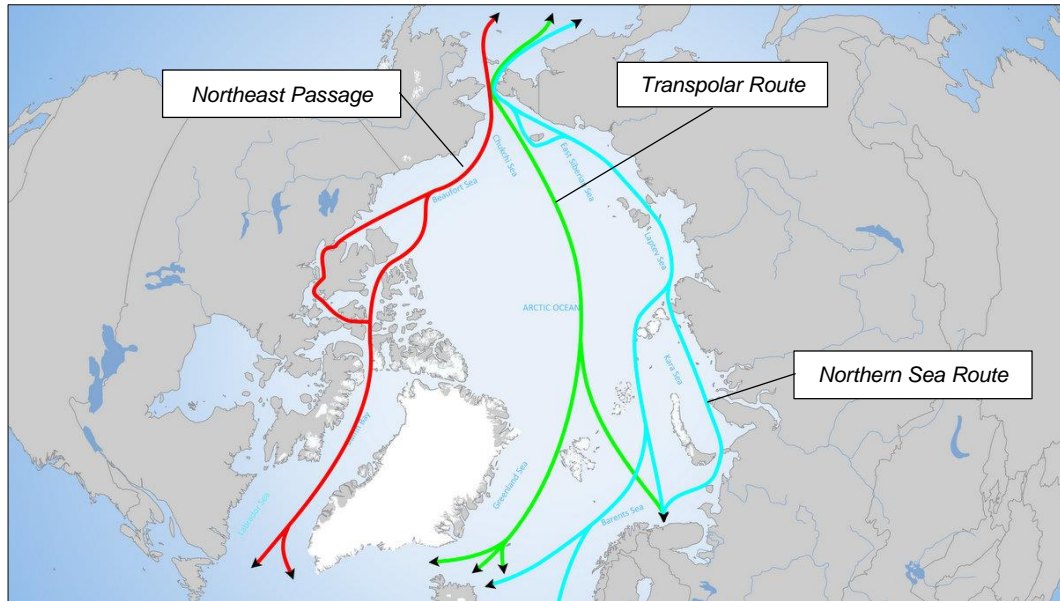 Northeast Passage
Transpolar Route
Chukchi Sea
East Siberian Sea
Beaufort Sea
Laptev Sea
ARCTIC OCEAN
Kara Sea
Northern Sea Route
Bay
Greenland Sea
Labrador Sea
Barents Sea